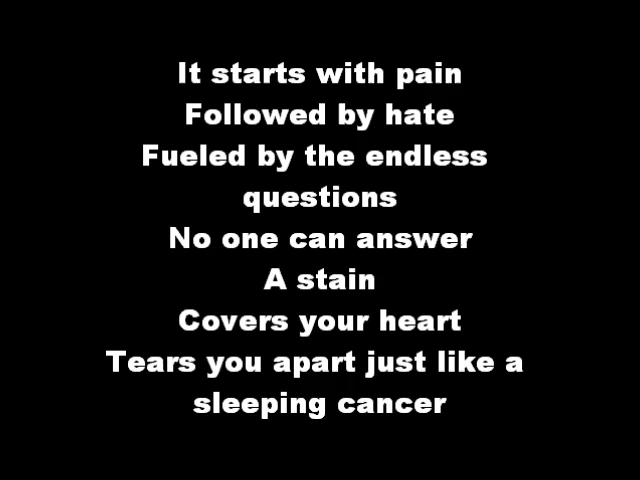 It starts with pain
Followed by hate
Fueled by the endless
questions
No one can answer
A stain
Covers your heart
Tears you apart just like a
sleeping cancer